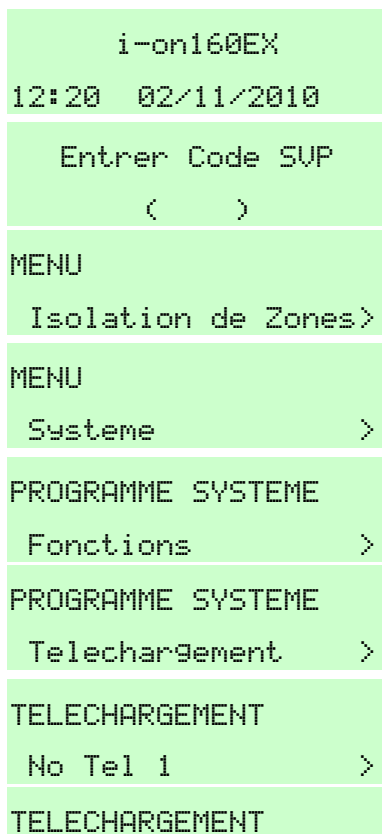 i-on160EX
12:20 02/11/2010
Entrer Code SVP
( )
MENU
Isolation de Zones>
MENU
Systeme >
PROGRAMME SYSTEME
Fonctions >
PROGRAMME SYSTEME
Telechargement >
TELECHARGEMENT
No Tel 1 >
TELECHARGEMENT